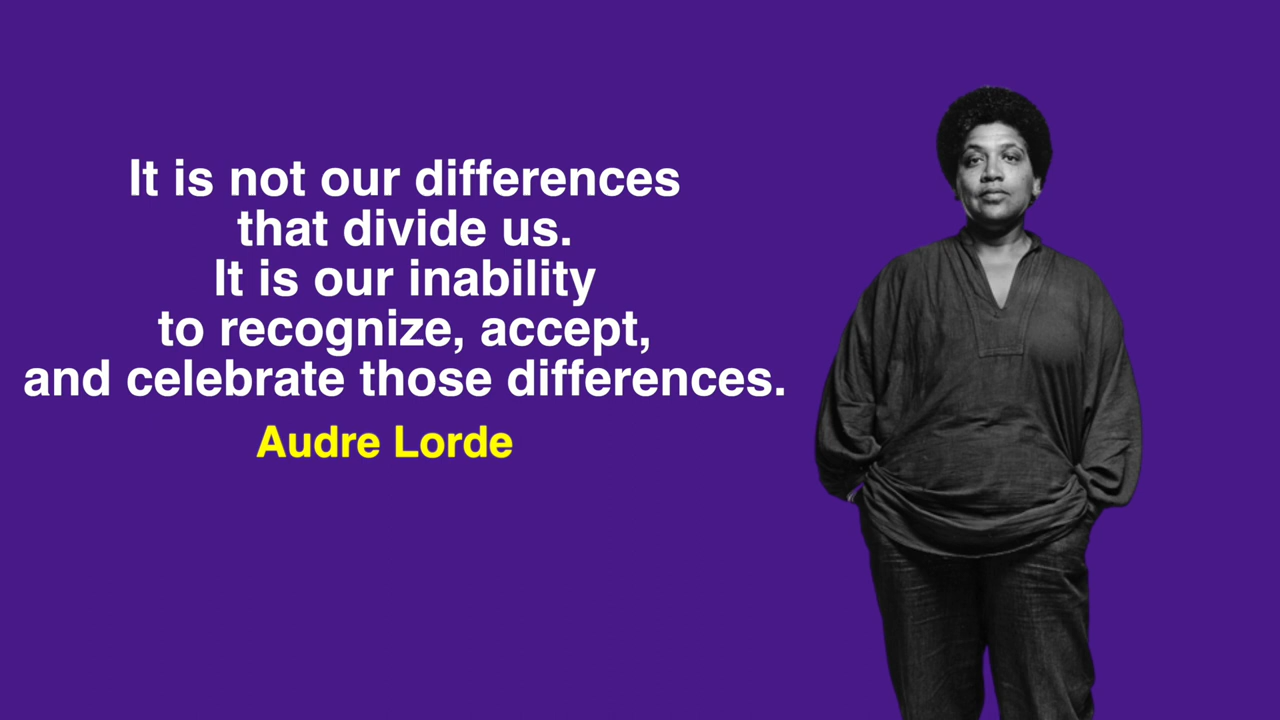 It is not our differences
that divide us.
It is our inability
to recognize, accept,
and celebrate those differences.
Audre Lorde